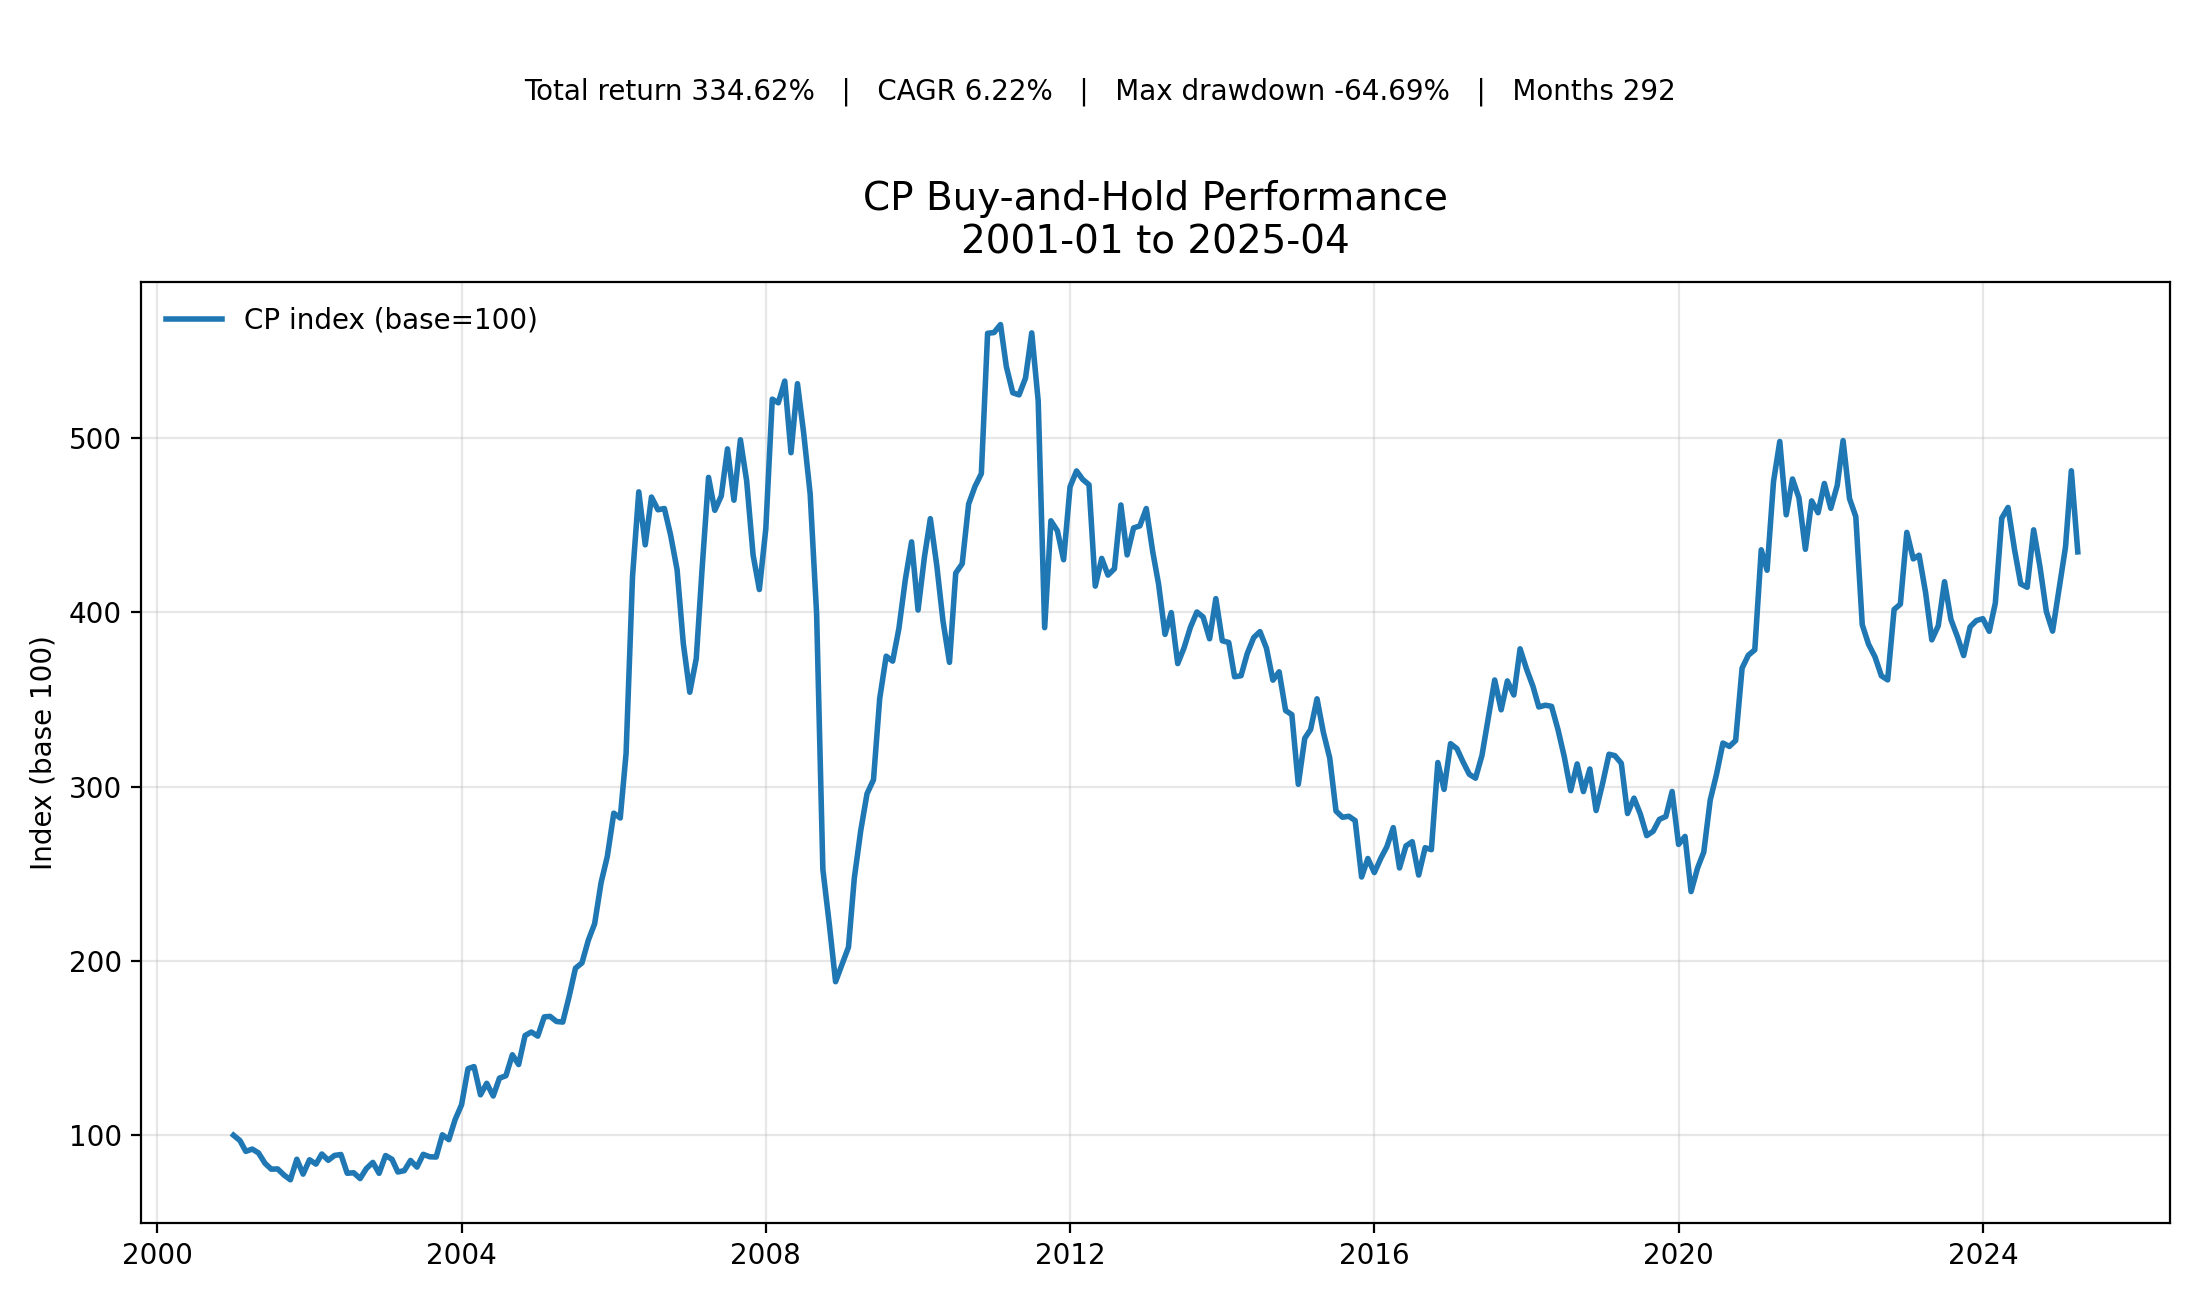 Total return 334.62%   |   CAGR 6.22%   |   Max drawdown -64.69%   |   Months 292
CP Buy-and-Hold Performance
2001-01 to 2025-04
CP index (base=100)
Index (base 100)
500
400
300
200
100
2000 2004 2008 2012 2016 2020 2024